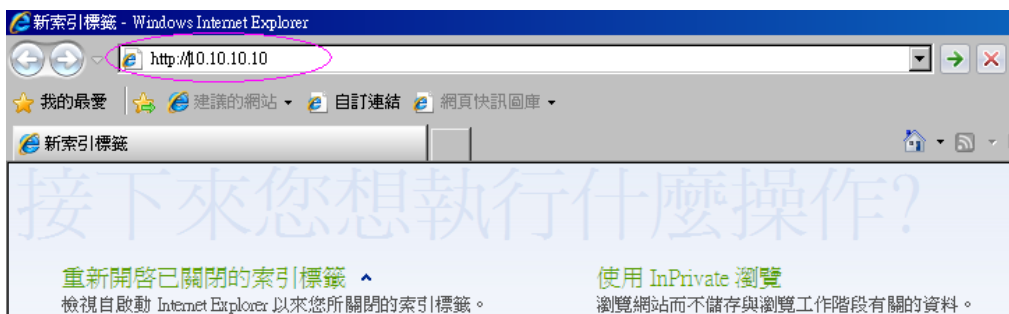 新索引標籤 - Windows Internet Explorer
http://10.10.10.10
我的最愛 建議的網站 自訂連結 網頁快訊圖庫
新索引標籤
接下來您想執行什麼操作?
重新開啓已關閉的索引標籤 使用 InPrivate 瀏覽
檢視自啟動 Internet Explorer 以來您所關閉的索引標籤。 瀏覽網站而不儲存與瀏覽工作階段有關的資料。